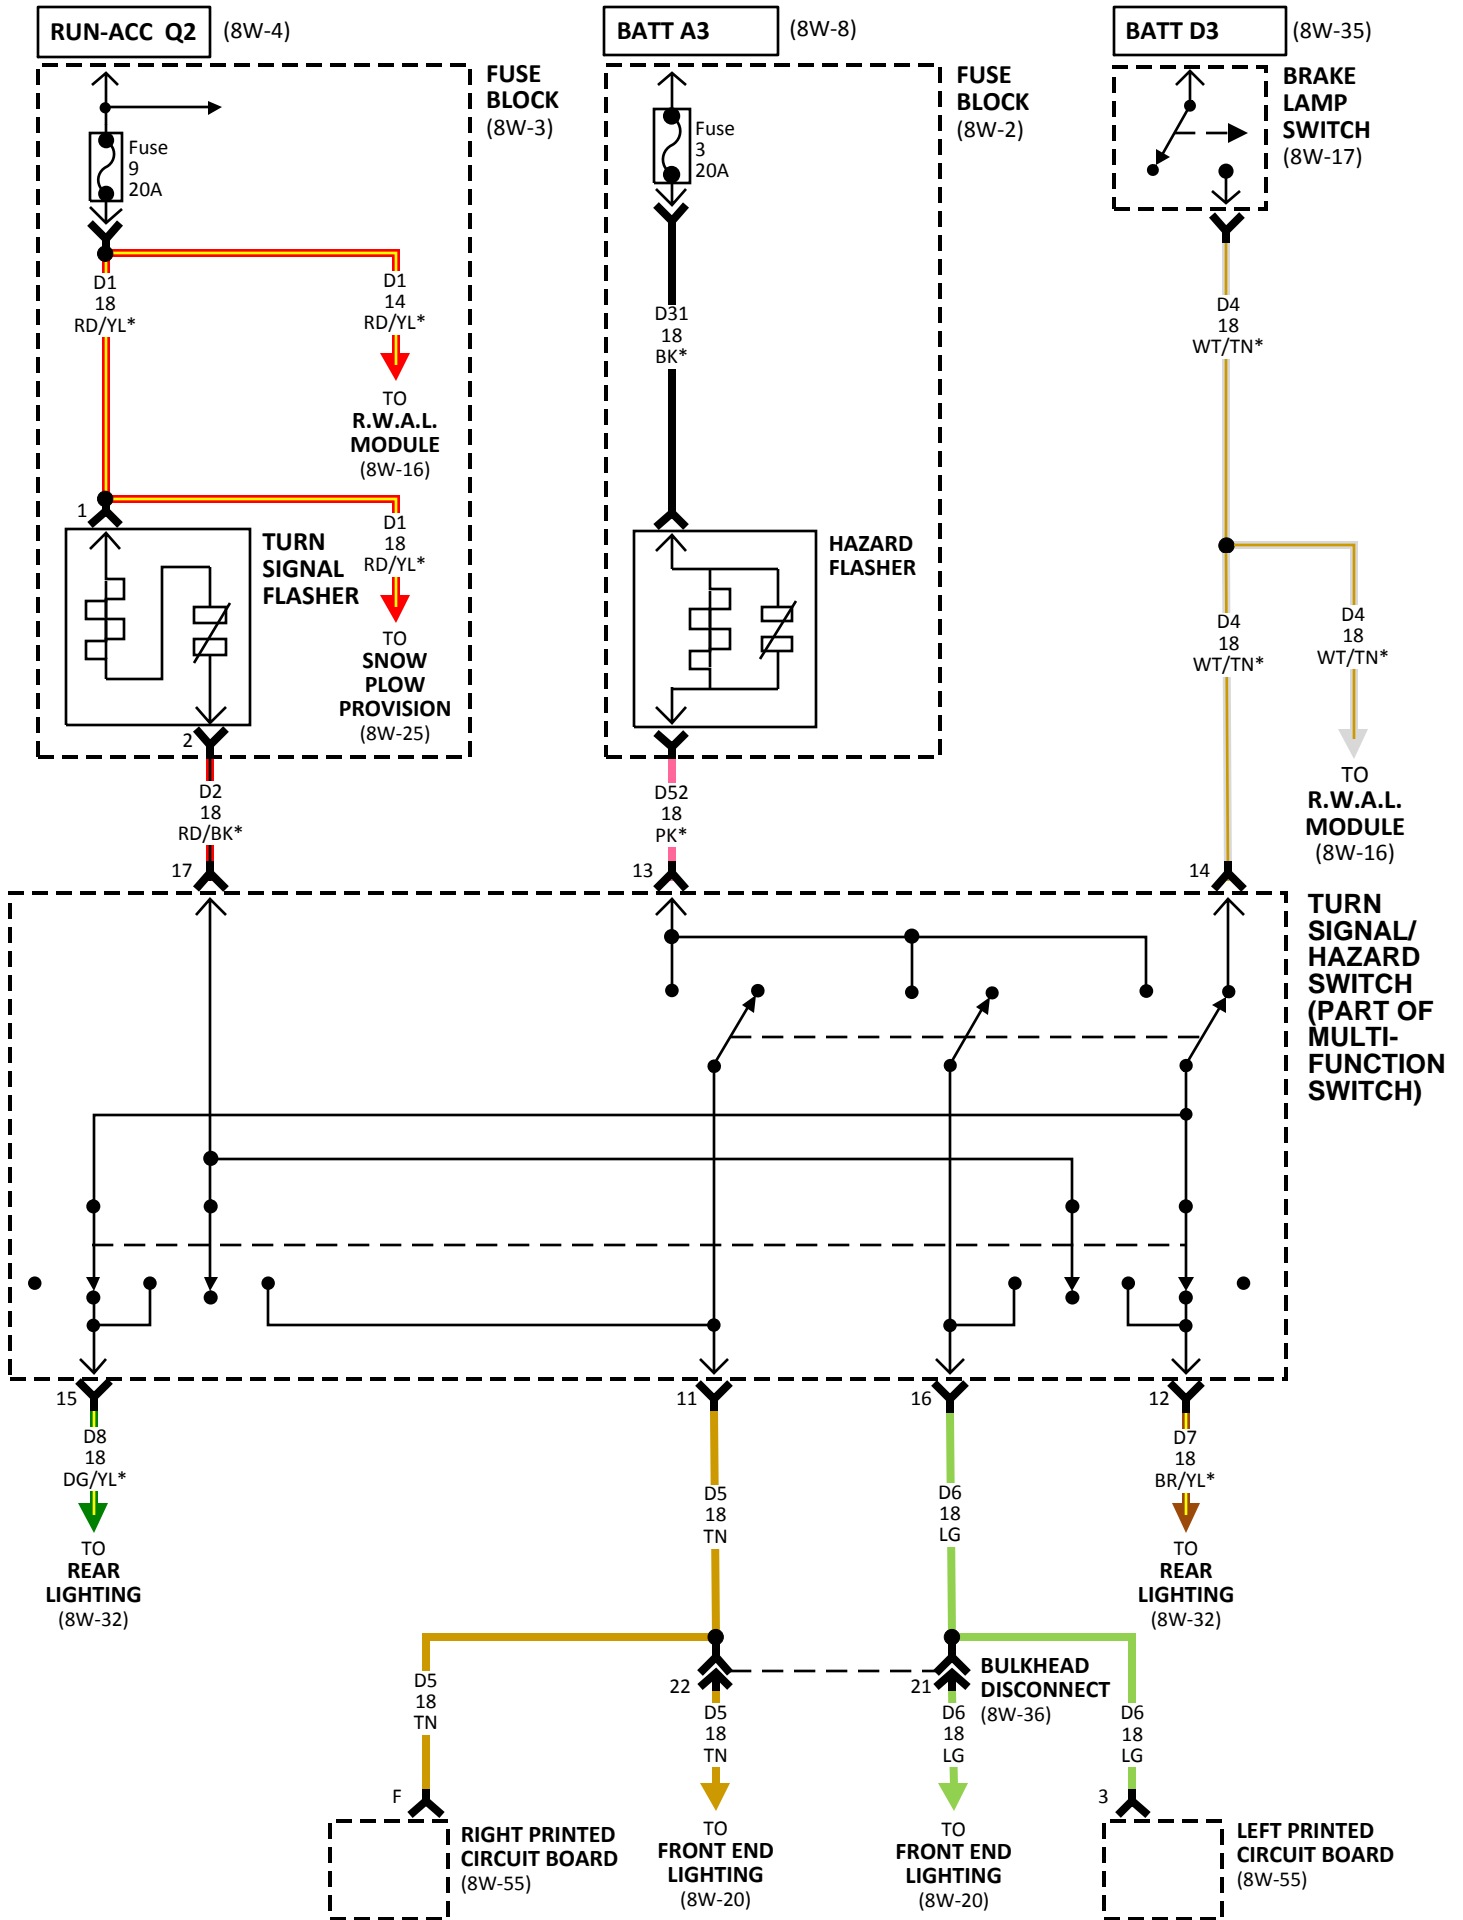 RUN-ACC Q2 (8W-4)
BATT A3 (8W-8)
BATT D3 (8W-35)
FUSE
BLOCK
(8W-3)
FUSE
BLOCK
(8W-2)
BRAKE
LAMP
SWITCH
(8W-17)
Fuse
9
20A
Fuse
3
20A
D1
18
RD/YL*
D1
14
RD/YL*
TO
R.W.A.L.
MODULE
(8W-16)
D31
18
BK*
D4
18
WT/TN*
1
TURN
SIGNAL
FLASHER
D1
18
RD/YL*
TO
SNOW
PLOW
PROVISION
(8W-25)
HAZARD
FLASHER
D4
18
WT/TN*
D4
18
WT/TN*
TO
R.W.A.L.
MODULE
(8W-16)
2
D2
18
RD/BK*
17
D52
18
PK*
13
14
TURN
SIGNAL/
HAZARD
SWITCH
(PART OF
MULTI-
FUNCTION
SWITCH)
15
11
16
12
D8
18
DG/YL*
TO
REAR
LIGHTING
(8W-32)
D5
18
TN
D6
18
LG
D7
18
BR/YL*
TO
REAR
LIGHTING
(8W-32)
22
21
BULKHEAD
DISCONNECT
(8W-36)
D5
18
TN
D5
18
TN
D6
18
LG
D6
18
LG
F
RIGHT PRINTED
CIRCUIT BOARD
(8W-55)
TO
FRONT END
LIGHTING
(8W-20)
TO
FRONT END
LIGHTING
(8W-20)
3
LEFT PRINTED
CIRCUIT BOARD
(8W-55)